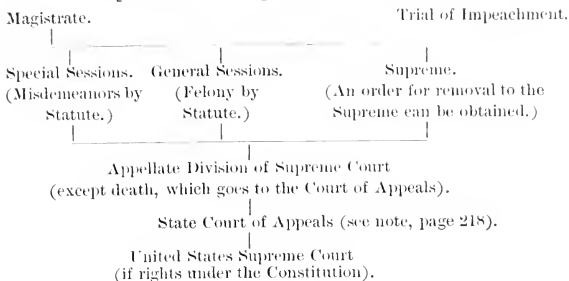 Magistrate. Trial of Impeachment.
Special Sessions. General Sessions. Supreme.
(Misdemeanors by (Felony by (An order for removal to the
Statute.) Statute.) Supreme can be obtained.)
Appellate Division of Supreme Court
(except death, which goes to the Court of Appeals).
State Court of Appeals (see note, page 218).
United States Supreme Court
(if rights under the Constitution).